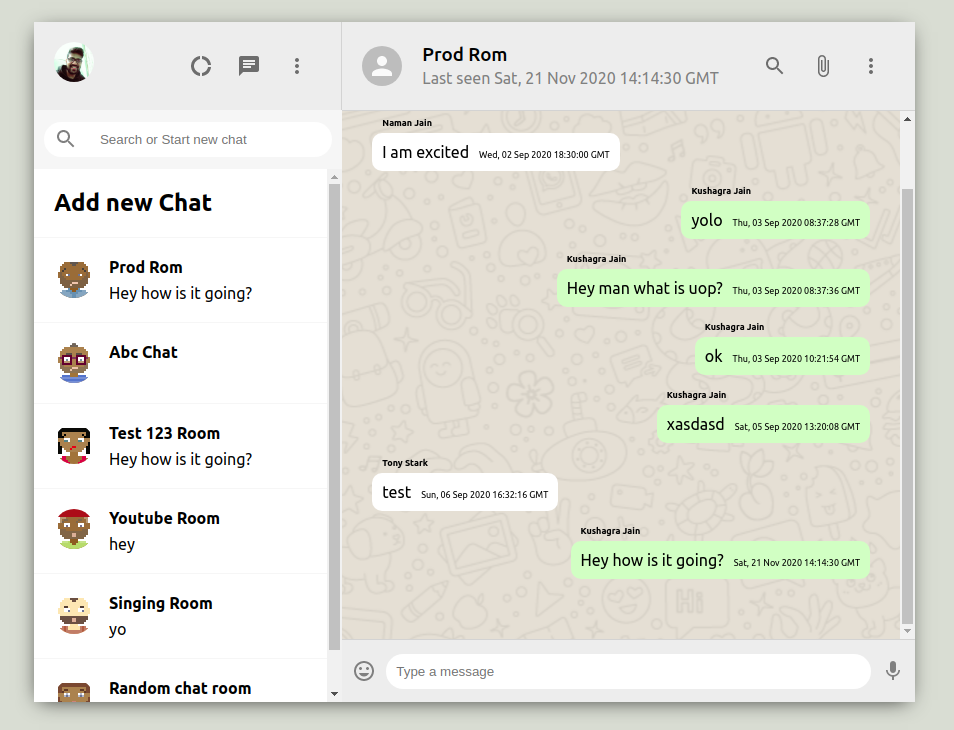 Prod Rom
Last seen Sat, 21 Nov 2020 14:14:30 GMT
Search or Start new chat
Add new Chat
Prod Rom
Hey how is it going?
Abc Chat
Test 123 Room
Hey how is it going?
Youtube Room
hey
Singing Room
yo
Random chat room
Naman Jain
I am excited Wed, 02 Sep 2020 18:30:00 GMT
Kushagra Jain
yolo Thu, 03 Sep 2020 08:37:28 GMT
Kushagra Jain
Hey man what is uop? Thu, 03 Sep 2020 08:37:36 GMT
Kushagra Jain
ok Thu, 03 Sep 2020 10:21:54 GMT
Kushagra Jain
xasdasd Sat, 05 Sep 2020 13:20:08 GMT
Tony Stark
test Sun, 06 Sep 2020 16:32:16 GMT
Kushagra Jain
Hey how is it going? Sat, 21 Nov 2020 14:14:30 GMT
Hi
Type a message